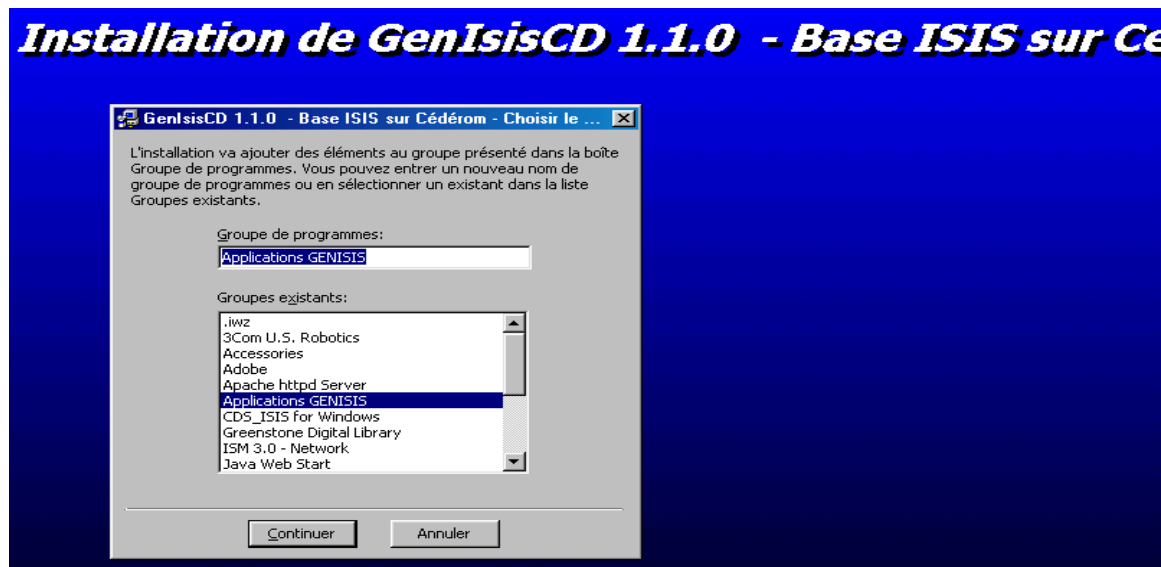 Installation de GenIsisCD 1.1.0 - Base ISIS sur Cé
GenIsisCD 1.1.0 - Base ISIS sur Cédérom - Choisir le ...
L'installation va ajouter des éléments au groupe présenté dans la boîte
Groupe de programmes. Vous pouvez entrer un nouveau nom de
groupe de programmes ou en sélectionner un existant dans la liste
Groupes existants.
Groupe de programmes:
Applications GENISIS
Groupes existants:
.iwz
3Com U.S. Robotics
Accessories
Adobe
Apache httpd Server
Applications GENISIS
CDS_ISIS for Windows
Greenstone Digital Library
ISM 3.0 - Network
Java Web Start
Continuer Annuler